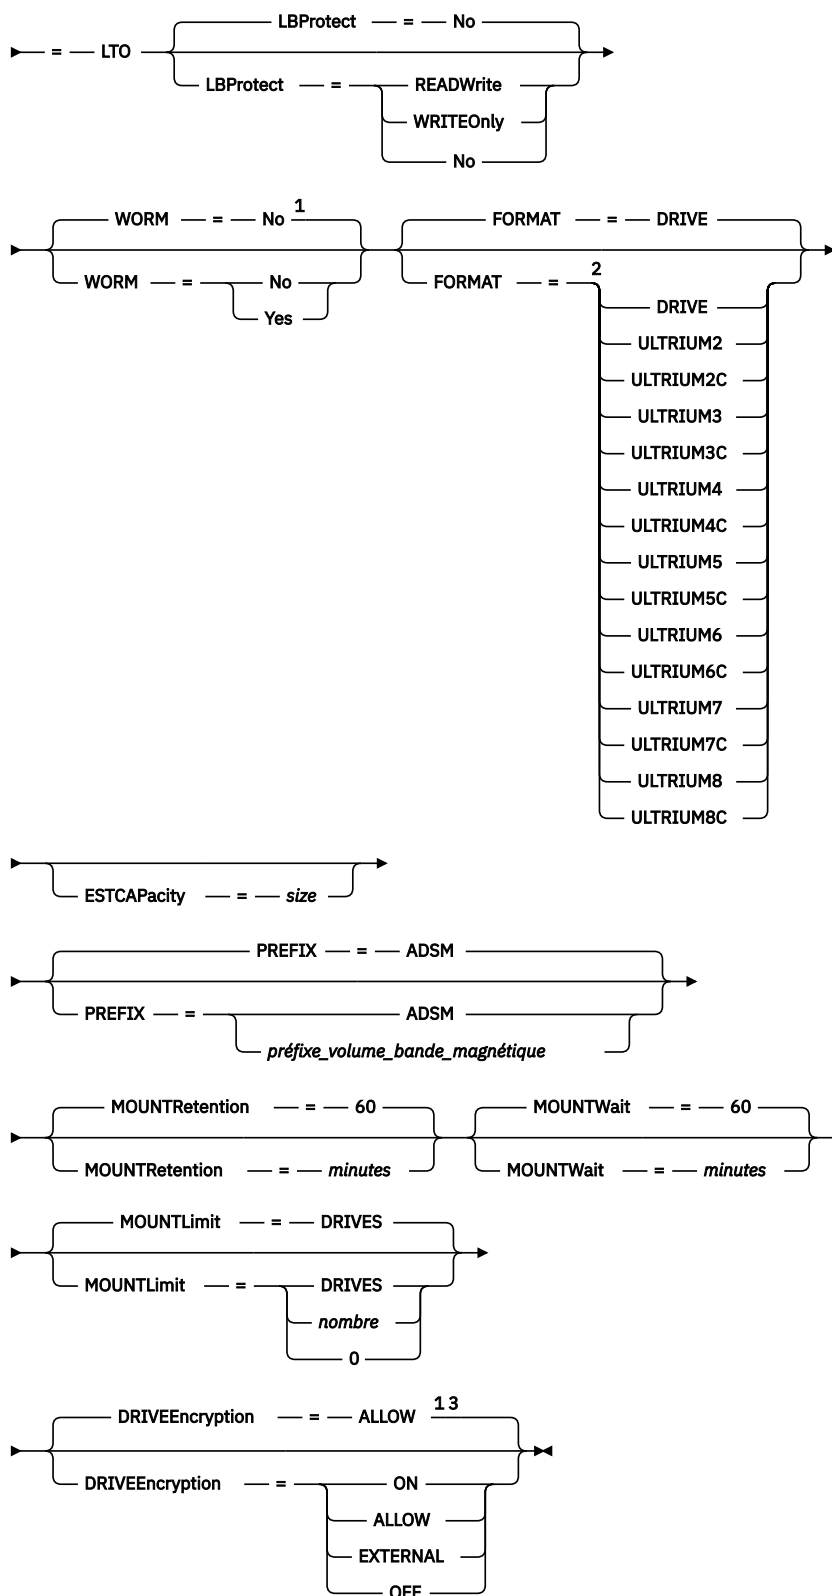 LBProtect = No
= LTO
LBProtect = READWrite
WRITEOnly
No
WORM = No 1 FORMAT = DRIVE
WORM = No FORMAT = 2
Yes DRIVE
ULTRIUM2
ULTRIUM2C
ULTRIUM3
ULTRIUM3C
ULTRIUM4
ULTRIUM4C
ULTRIUM5
ULTRIUM5C
ULTRIUM6
ULTRIUM6C
ULTRIUM7
ULTRIUM7C
ULTRIUM8
ULTRIUM8C
ESTCAPacity = size
PREFIX = ADSM
PREFIX = ADSM
préfixe_volume_bande_magnétique
MOUNTRetention = 60 MOUNTWait = 60
MOUNTRetention = minutes MOUNTWait = minutes
MOUNTLimit = DRIVES
MOUNTLimit = DRIVES
nombre
0
DRIVEEncryption = ALLOW 1 3
DRIVEEncryption = ON
ALLOW
EXTERNAL
OFF